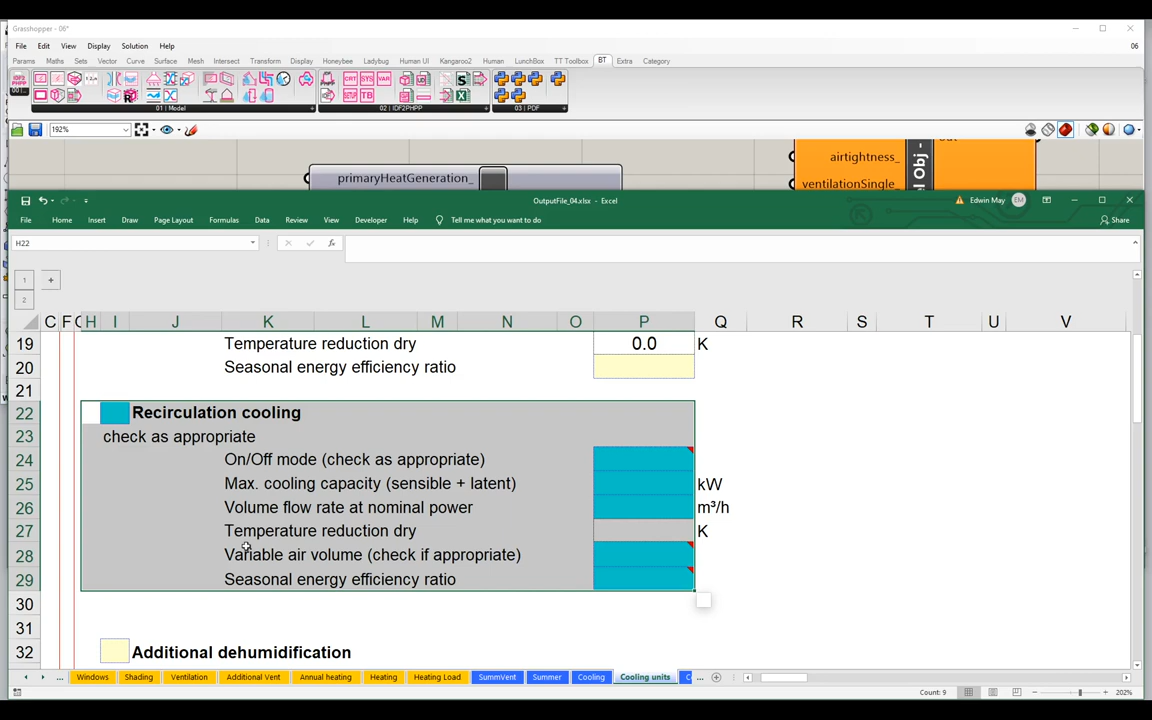 Grasshopper - 06*
File Edit View Display Solution Help 06
Params Maths Sets Vector Curve Surface Mesh Intersect Transform Display Honeybee Ladybug Human UI Kangaroo2 Human LunchBox TT Toolbox BT Extra Category
01 | Model 02 | IDF2PHPP 03 | PDF
192%
airtightness_
primaryHeatGeneration_
ventilationSingle_
OutputFile_04.xlsx - Excel
Edwin May EM
File Home Insert Draw Page Layout Formulas Data Review View Developer Help Tell me what you want to do Share
H22 fx
1 +
2
C F H I J K L M N O P Q R S T U V
19 Temperature reduction dry 0.0 K
20 Seasonal energy efficiency ratio
21
22 Recirculation cooling
23 check as appropriate
24 On/Off mode (check as appropriate)
25 Max. cooling capacity (sensible + latent) kW
26 Volume flow rate at nominal power m³/h
27 Temperature reduction dry K
28 Variable air volume (check if appropriate)
29 Seasonal energy efficiency ratio
30
31
32 Additional dehumidification
... Windows Shading Ventilation Additional Vent Annual heating Heating Heating Load SummVent Summer Cooling Cooling units ...
Count: 9 202%